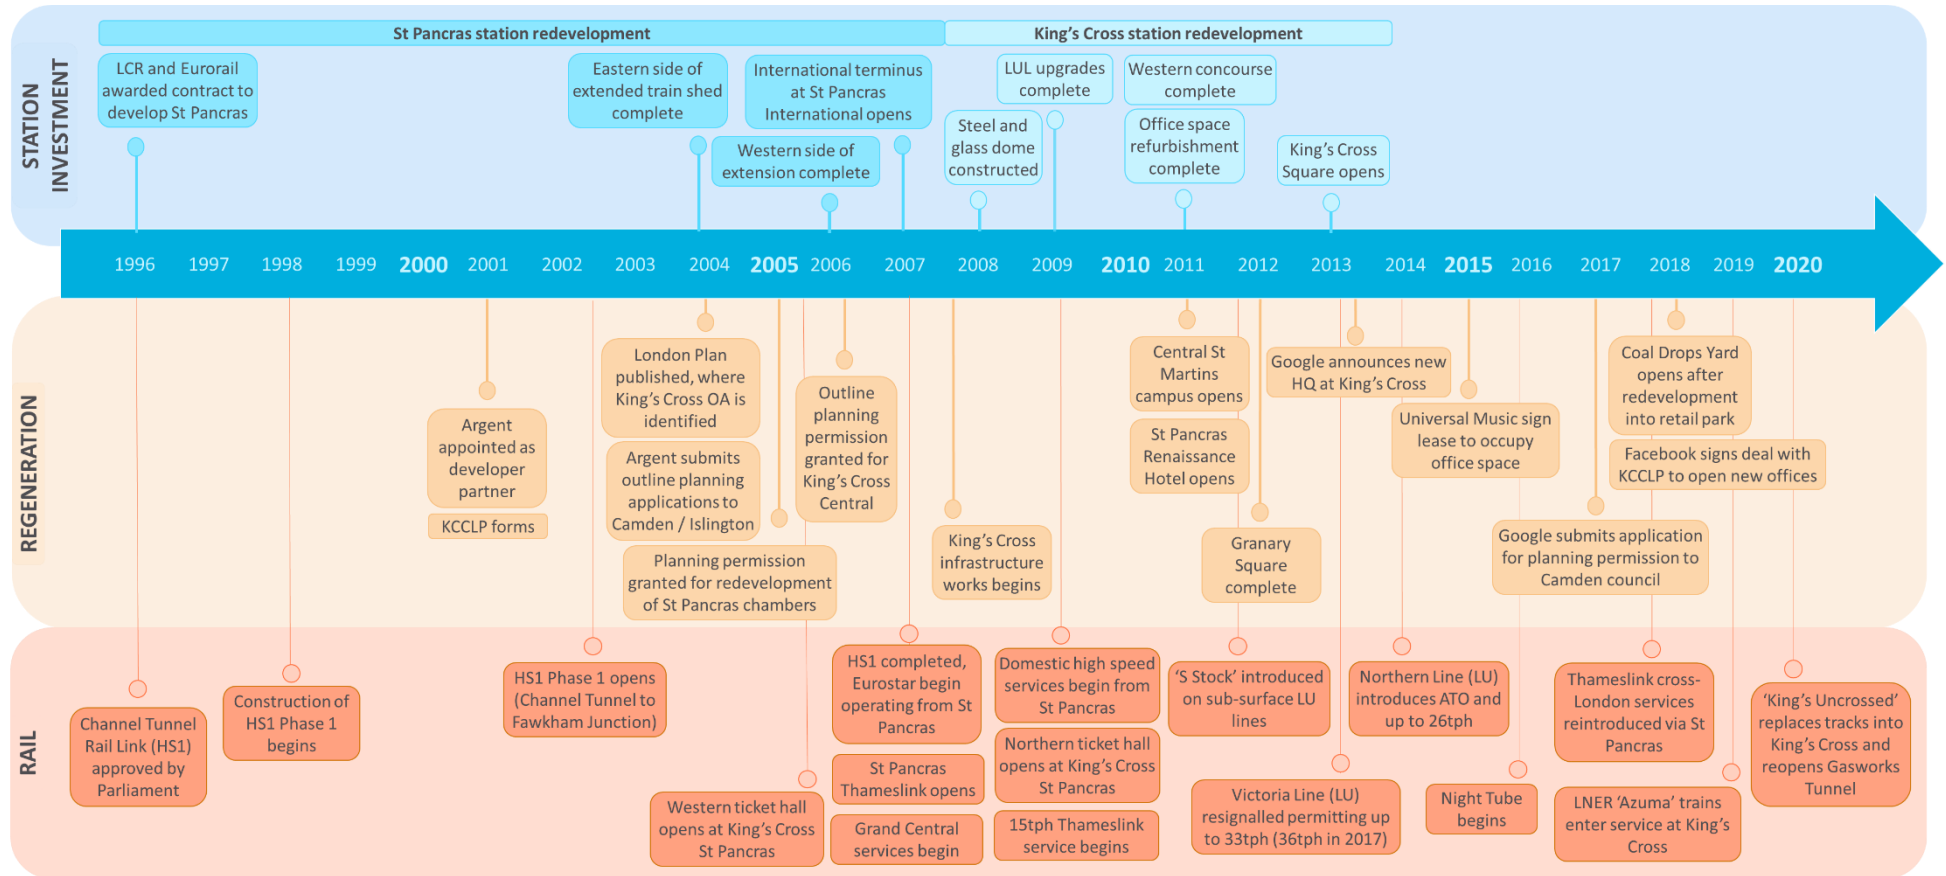 STATION
INVESTMENT
St Pancras station redevelopment
King's Cross station redevelopment
LCR and Eurorail
awarded contract to
develop St Pancras
Eastern side of
extended train shed
complete
International terminus
at St Pancras
International opens
Western side of
extension complete
Steel and
glass dome
constructed
LUL upgrades
complete
Western concourse
complete
Office space
refurbishment
complete
King's Cross
Square opens
1996 1997 1998 1999 2000 2001 2002 2003 2004 2005 2006 2007 2008 2009 2010 2011 2012 2013 2014 2015 2016 2017 2018 2019 2020
REGENERATION
Argent
appointed as
developer
partner
KCCLP forms
London Plan
published, where
King's Cross OA is
identified
Argent submits
outline planning
applications to
Camden / Islington
Planning permission
granted for redevelopment
of St Pancras chambers
Outline
planning
permission
granted for
King's Cross
Central
King's Cross
infrastructure
works begins
Central St
Martins
campus opens
St Pancras
Renaissance
Hotel opens
Granary
Square
complete
Google announces new
HQ at King's Cross
Universal Music sign
lease to occupy
office space
Google submits application
for planning permission to
Camden council
Coal Drops Yard
opens after
redevelopment
into retail park
Facebook signs deal with
KCCLP to open new offices
RAIL
Channel Tunnel
Rail Link (HS1)
approved by
Parliament
Construction of
HS1 Phase 1
begins
HS1 Phase 1 opens
(Channel Tunnel to
Fawkham Junction)
Western ticket hall
opens at King's Cross
St Pancras
HS1 completed,
Eurostar begin
operating from St
Pancras
St Pancras
Thameslink opens
Grand Central
services begin
Domestic high speed
services begin from
St Pancras
Northern ticket hall
opens at King's Cross
St Pancras
15tph Thameslink
service begins
'S Stock' introduced
on sub-surface LU
lines
Victoria Line (LU)
resignalled permitting up
to 33tph (36tph in 2017)
Northern Line (LU)
introduces ATO and
up to 26tph
Night Tube
begins
Thameslink cross-
London services
reintroduced via St
Pancras
LNER 'Azuma' trains
enter service at King's
Cross
'King's Uncrossed'
replaces tracks into
King's Cross and
reopens Gasworks
Tunnel